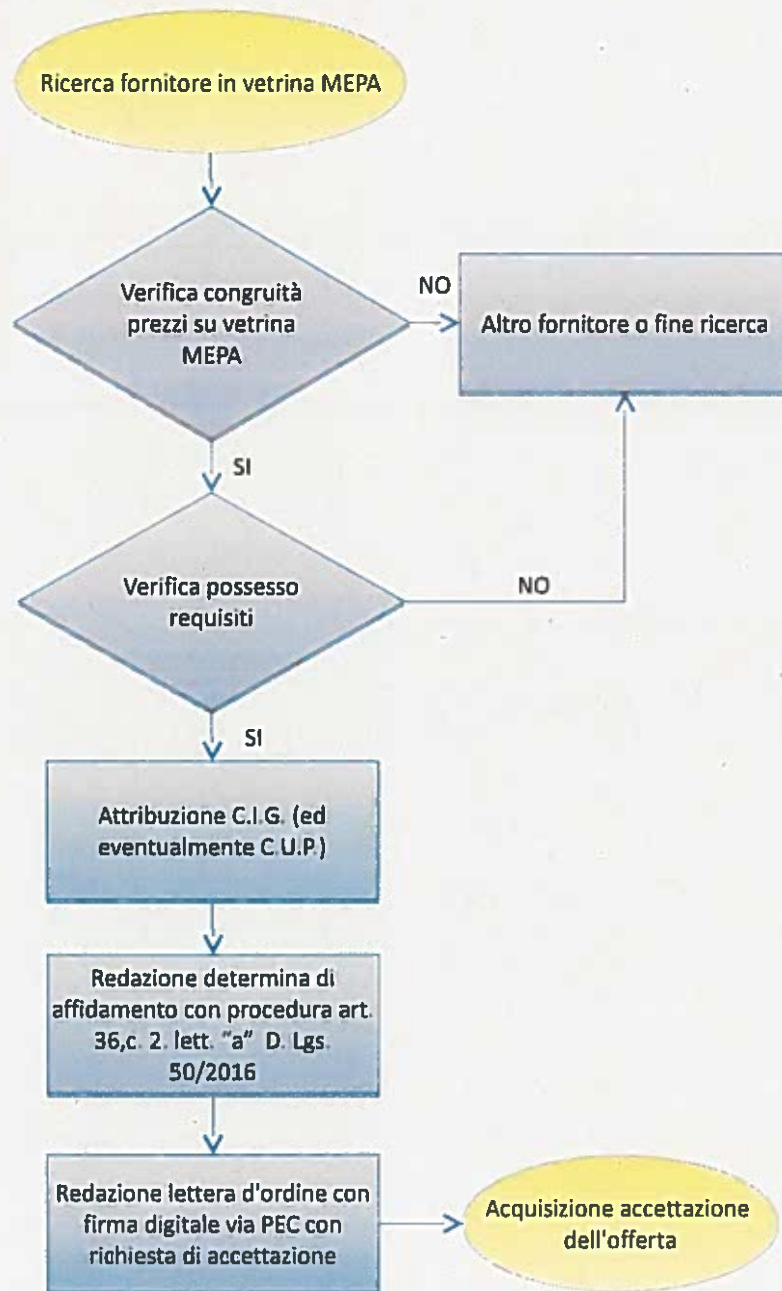 Ricerca fornitore in vetrina MEPA
Verifica congruità
prezzi su vetrina
MEPA
NO
Altro fornitore o fine ricerca
SI
Verifica possesso
requisiti
NO
SI
Attribuzione C.I.G. (ed
eventualmente C.U.P.)
Redazione determina di
affidamento con procedura art.
36,c. 2. lett. "a" D. Lgs.
50/2016
Redazione lettera d'ordine con
firma digitale via PEC con
richiesta di accettazione
Acquisizione accettazione
dell'offerta